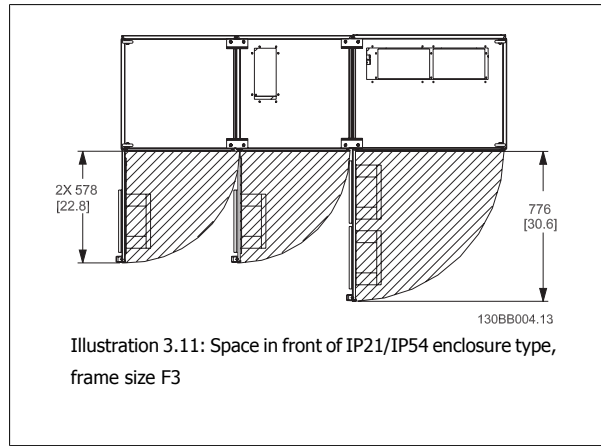 2X 578
[22.8]
776
[30.6]
130BB004.13
Illustration 3.11: Space in front of IP21/IP54 enclosure type,
frame size F3